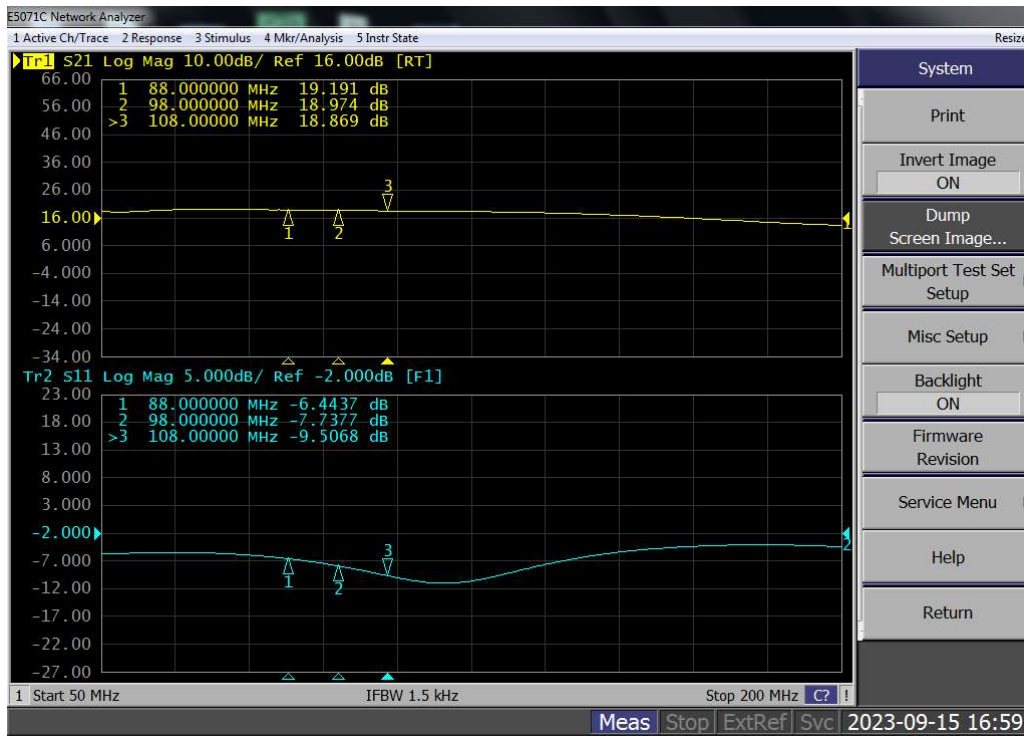 E5071C Network Analyzer
1 Active Ch/Trace 2 Response 3 Stimulus 4 Mkr/Analysis 5 Instr State
Resize
Tr1 S21 Log Mag 10.00dB/ Ref 16.00dB [RT]
66.00
56.00
46.00
36.00
26.00
16.00
6.000
-4.000
-14.00
-24.00
-34.00
1 88.000000 MHz 19.191 dB
2 98.000000 MHz 18.974 dB
>3 108.00000 MHz 18.869 dB
3
1
2
1
Tr2 S11 Log Mag 5.000dB/ Ref -2.000dB [F1]
23.00
18.00
13.00
8.000
3.000
-2.000
-7.000
-12.00
-17.00
-22.00
-27.00
1 88.000000 MHz -6.4437 dB
2 98.000000 MHz -7.7377 dB
>3 108.00000 MHz -9.5068 dB
3
1
2
2
1 Start 50 MHz
IFBW 1.5 kHz
Stop 200 MHz C? !
System
Print
Invert Image
ON
Dump
Screen Image...
Multiport Test Set
Setup
Misc Setup
Backlight
ON
Firmware
Revision
Service Menu
Help
Return
Meas Stop ExtRef Svc 2023-09-15 16:59